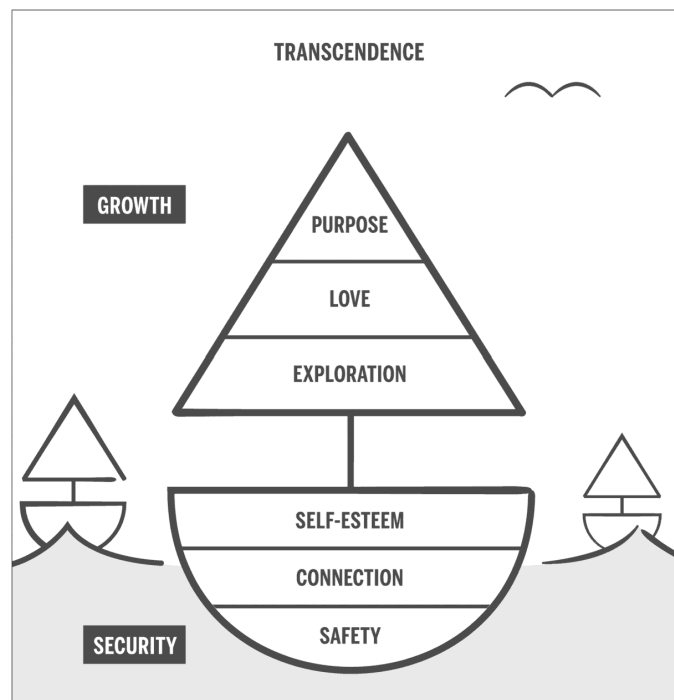 TRANSCENDENCE
GROWTH
PURPOSE
LOVE
EXPLORATION
SELF-ESTEEM
CONNECTION
SAFETY
SECURITY